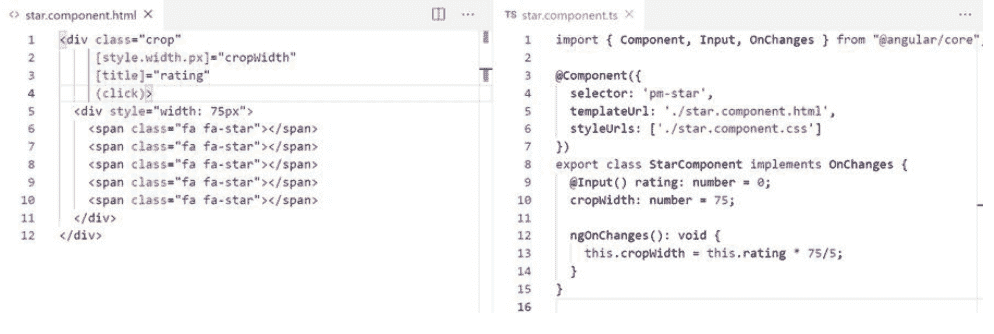 <> star.component.html ×
1 <div class="crop"
2 [style.width.px]="cropWidth"
3 [title]="rating"
4 (click)>
5 <div style="width: 75px">
6 <span class="fa fa-star"></span>
7 <span class="fa fa-star"></span>
8 <span class="fa fa-star"></span>
9 <span class="fa fa-star"></span>
10 <span class="fa fa-star"></span>
11 </div>
12 </div>
TS star.component.ts ×
1 import { Component, Input, OnChanges } from "@angular/core"
2
3 @Component({
4 selector: 'pm-star',
5 templateUrl: './star.component.html',
6 styleUrls: ['./star.component.css']
7 })
8 export class StarComponent implements OnChanges {
9 @Input() rating: number = 0;
10 cropWidth: number = 75;
11
12 ngOnChanges(): void {
13 this.cropWidth = this.rating * 75/5;
14 }
15 }
16